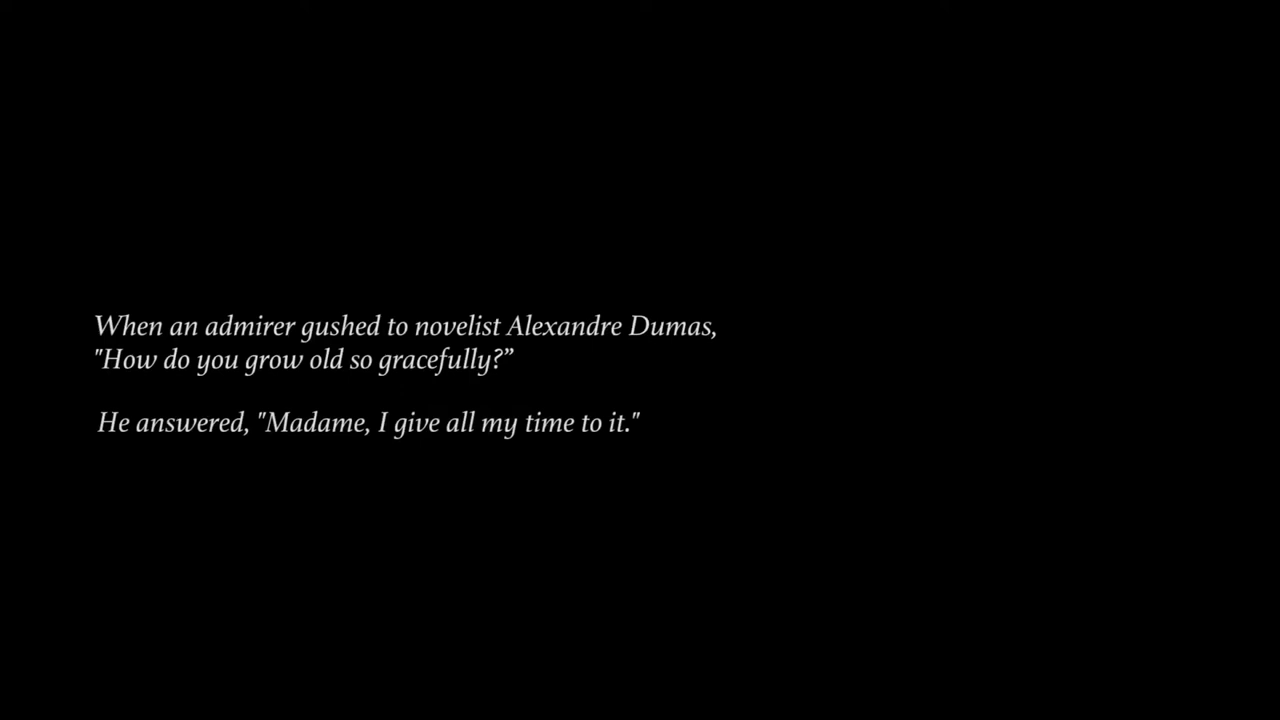 When an admirer gushed to novelist Alexandre Dumas,
"How do you grow old so gracefully?”
He answered, "Madame, I give all my time to it."